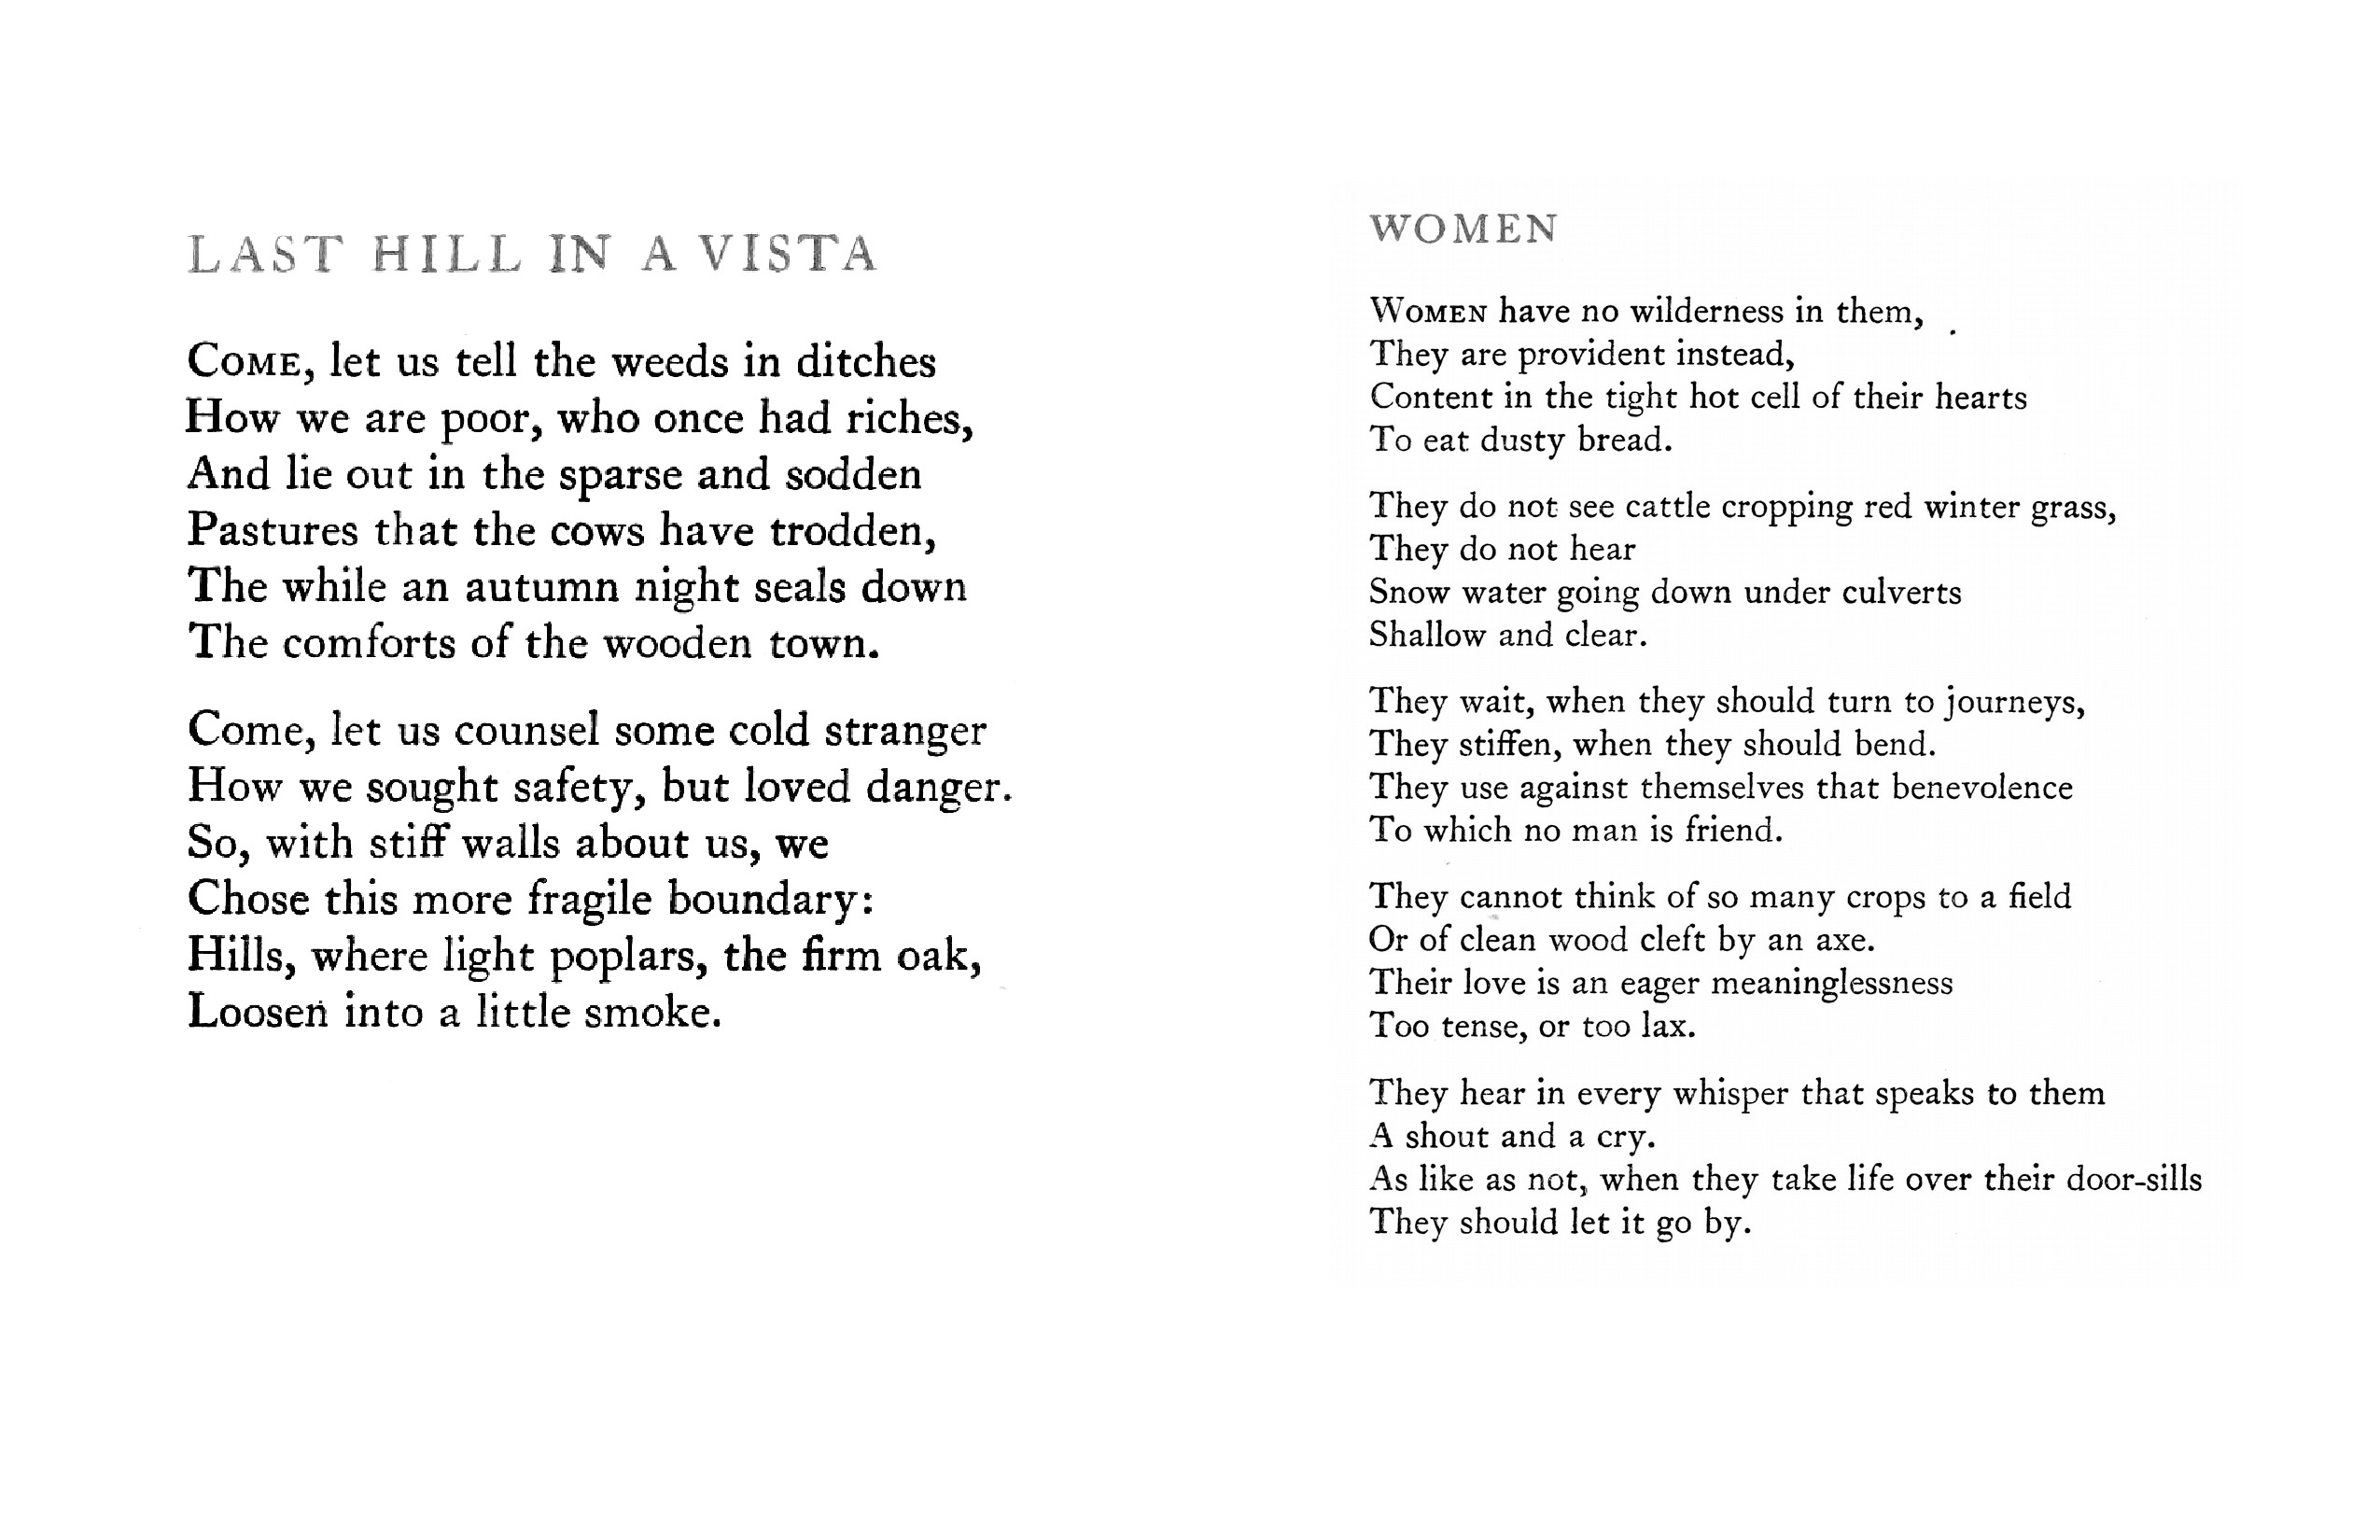 LAST HILL IN A VISTA
COME, let us tell the weeds in ditches
How we are poor, who once had riches,
And lie out in the sparse and sodden
Pastures that the cows have trodden,
The while an autumn night seals down
The comforts of the wooden town.
Come, let us counsel some cold stranger
How we sought safety, but loved danger.
So, with stiff walls about us, we
Chose this more fragile boundary:
Hills, where light poplars, the firm oak,
Loosen into a little smoke.
WOMEN
WOMEN have no wilderness in them,
They are provident instead,
Content in the tight hot cell of their hearts
To eat dusty bread.
They do not see cattle cropping red winter grass,
They do not hear
Snow water going down under culverts
Shallow and clear.
They wait, when they should turn to journeys,
They stiffen, when they should bend.
They use against themselves that benevolence
To which no man is friend.
They cannot think of so many crops to a field
Or of clean wood cleft by an axe.
Their love is an eager meaninglessness
Too tense, or too lax.
They hear in every whisper that speaks to them
A shout and a cry.
As like as not, when they take life over their door-sills
They should let it go by.